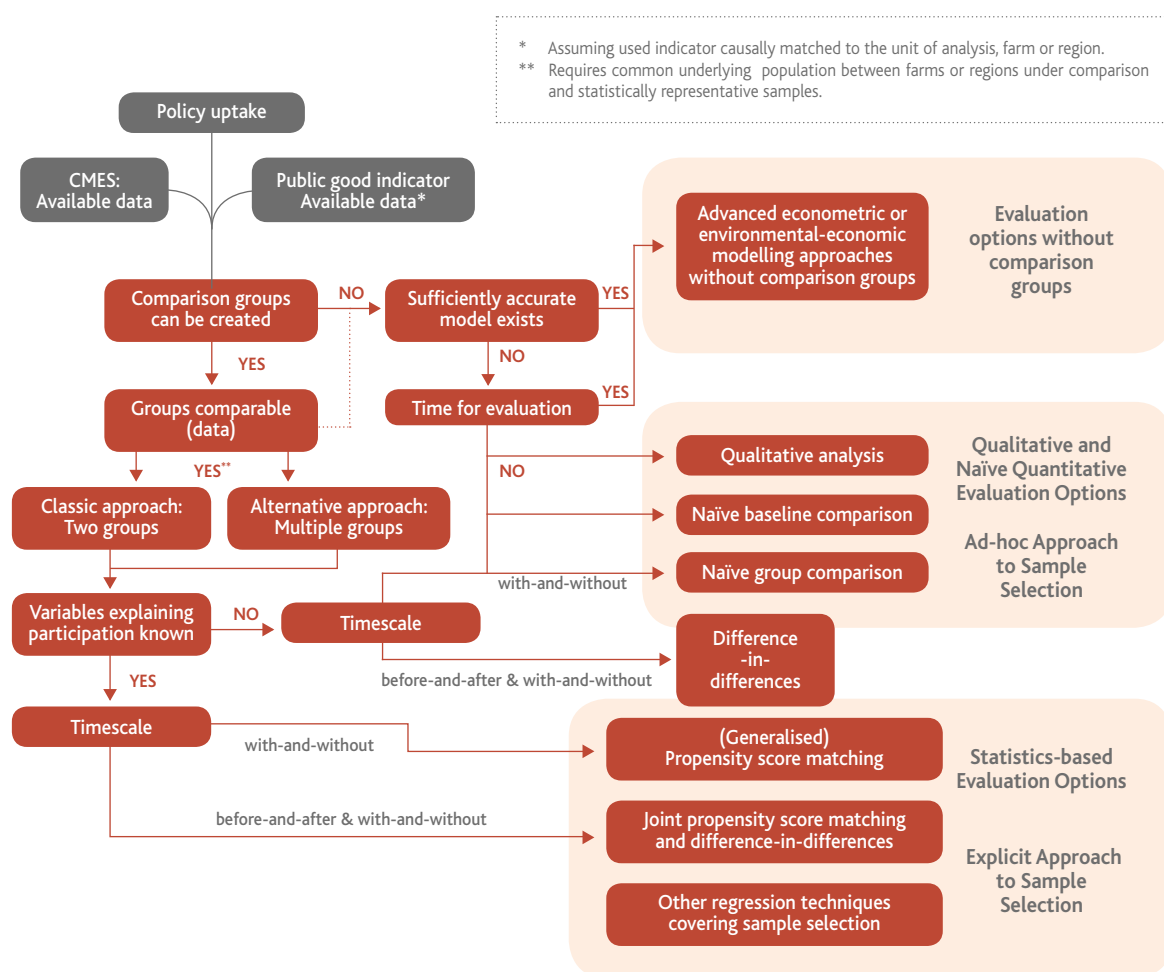 * Assuming used indicator causally matched to the unit of analysis, farm or region.
** Requires common underlying population between farms or regions under comparison
and statistically representative samples.
Policy uptake
CMES:
Available data
Public good indicator
Available data*
Advanced econometric or
environmental-economic
modelling approaches
without comparison groups
Evaluation
options without
comparison
groups
Comparison groups
can be created
NO
Sufficiently accurate
model exists
YES
YES
NO
Groups comparable
(data)
Time for evaluation
YES
YES**
NO
Qualitative analysis
Qualitative and
Naïve Quantitative
Evaluation Options
Classic approach:
Two groups
Alternative approach:
Multiple groups
Naïve baseline comparison
Ad-hoc Approach
to Sample
Selection
with-and-without
Naïve group comparison
Variables explaining
participation known
NO
Timescale
Difference
-in-
differences
before-and-after & with-and-without
YES
Timescale
with-and-without
(Generalised)
Propensity score matching
Statistics-based
Evaluation Options
before-and-after & with-and-without
Joint propensity score matching
and difference-in-differences
Explicit Approach
to Sample
Selection
Other regression techniques
covering sample selection